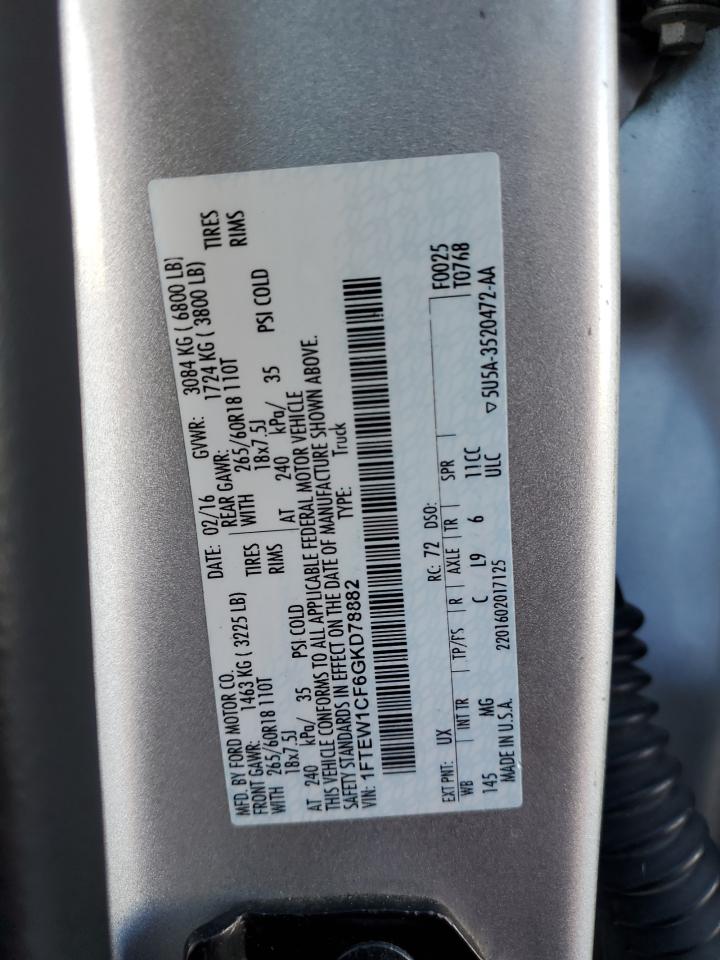 MFD. BY FORD MOTOR CO. DATE: 02/16 GVWR: 3084 KG ( 6800 LB)
FRONT GAWR: 1463 KG ( 3225 LB) REAR GAWR: 1724 KG ( 3800 LB)
WITH 265/60R18 110T TIRES WITH 265/60R18 110T TIRES
18x7.5J RIMS 18x7.5J RIMS
AT 240 kPa/ 35 PSI COLD AT 240 kPa/ 35 PSI COLD
THIS VEHICLE CONFORMS TO ALL APPLICABLE FEDERAL MOTOR VEHICLE
SAFETY STANDARDS IN EFFECT ON THE DATE OF MANUFACTURE SHOWN ABOVE.
VIN: 1FTEW1CF6GKD78882 TYPE: Truck
F0025
T0768
EXT PNT: UX RC: 72 DSO:
WB INT TR TP/PS R AXLE TR SPR ▽5U5A-3520472-AA
145 MG C L9 6 11CC
MADE IN U.S.A. 2201602017125 ULC